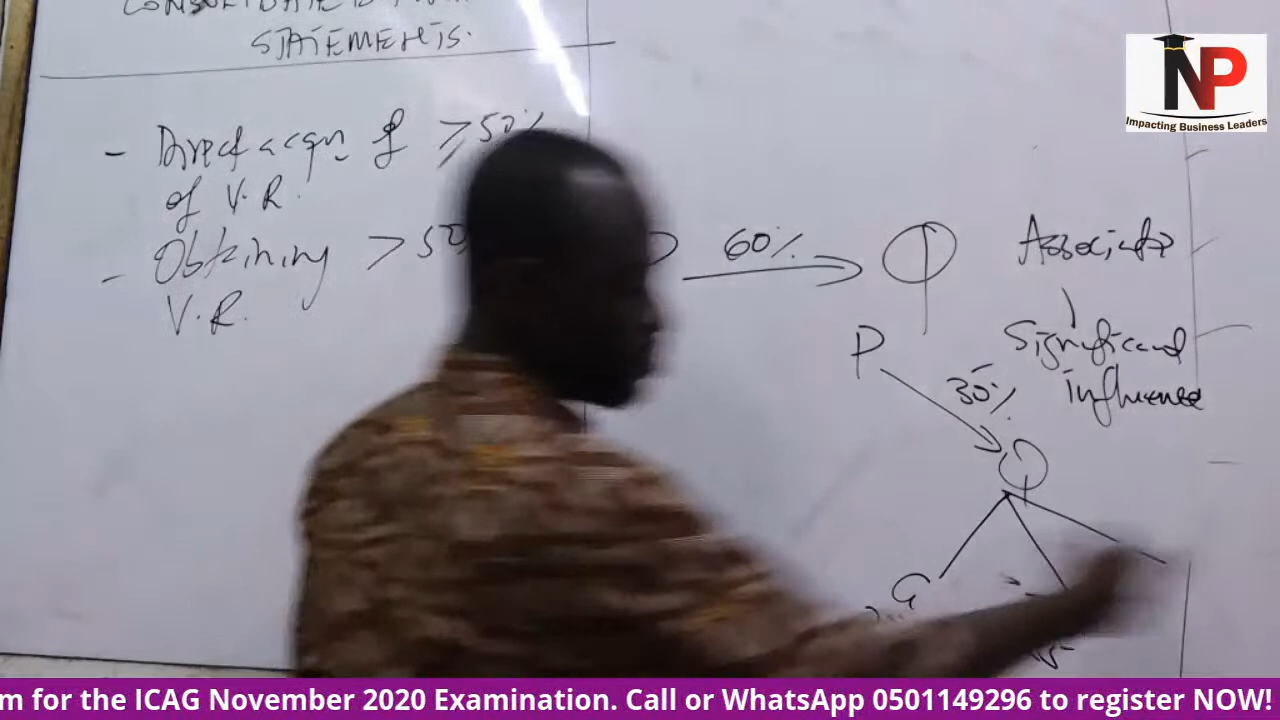 STATEMENTS.
- Direct acqn of >50%
of V.R.
- Obtaining > 50
V.R.
60%
P
30%
Associate
Significant
influence
G
NP
Impacting Business Leaders
m for the ICAG November 2020 Examination. Call or WhatsApp 0501149296 to register NOW!